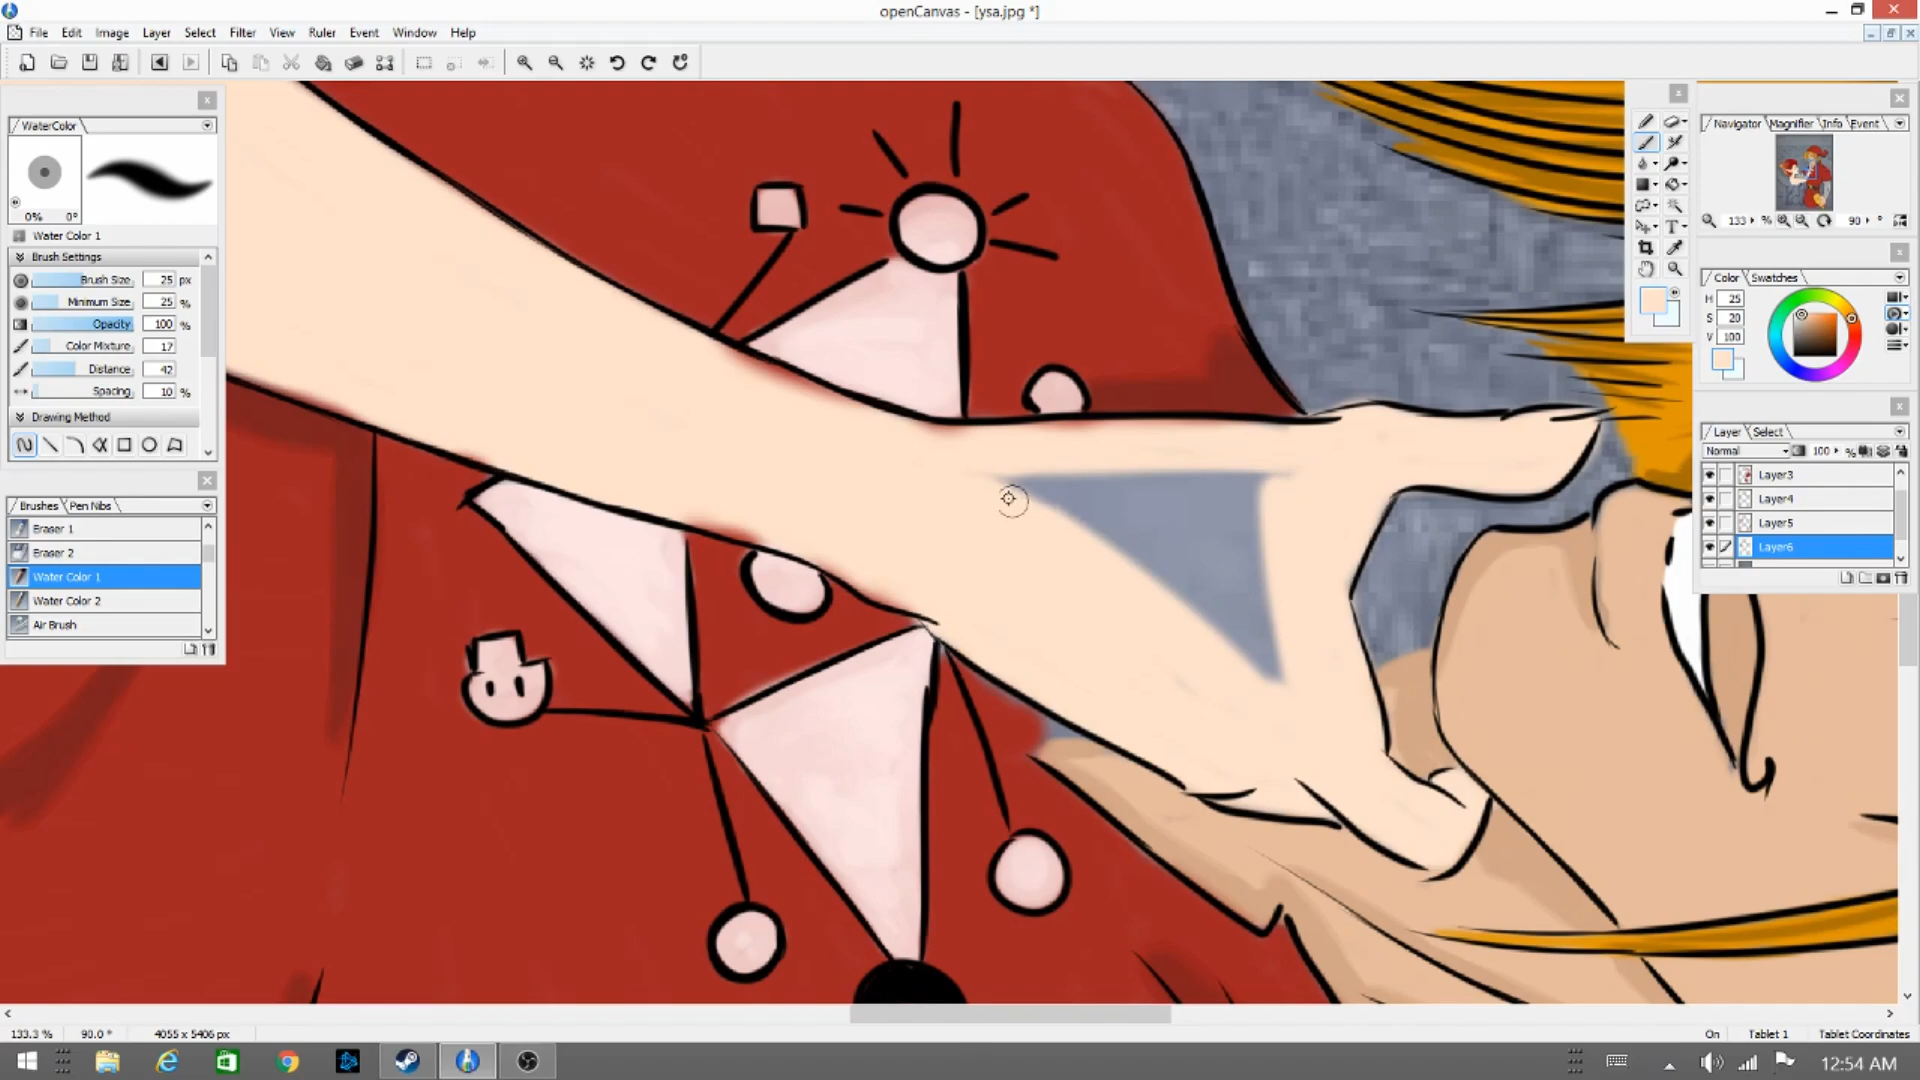 openCanvas - [ysa.jpg *]
File Edit Image Layer Select Filter View Ruler Event Window Help
WaterColor
0% 0°
Water Color 1
Brush Settings
Brush Size 25 px
Minimum Size 25 %
Opacity 100 %
Color Mixture 17
Distance 42
Spacing 10 %
Drawing Method
Brushes Pen Nibs
Eraser 1
Eraser 2
Water Color 1
Water Color 2
Air Brush
Navigator Magnifier Info Event
133 % 90 °
Color Swatches
H 25
S 20
V 100
Layer Select
Normal 100 %
Layer3
Layer4
Layer5
Layer6
133.3 % 90.0 ° 4055 x 5406 px On Tablet 1 Tablet Coordinates
12:54 AM